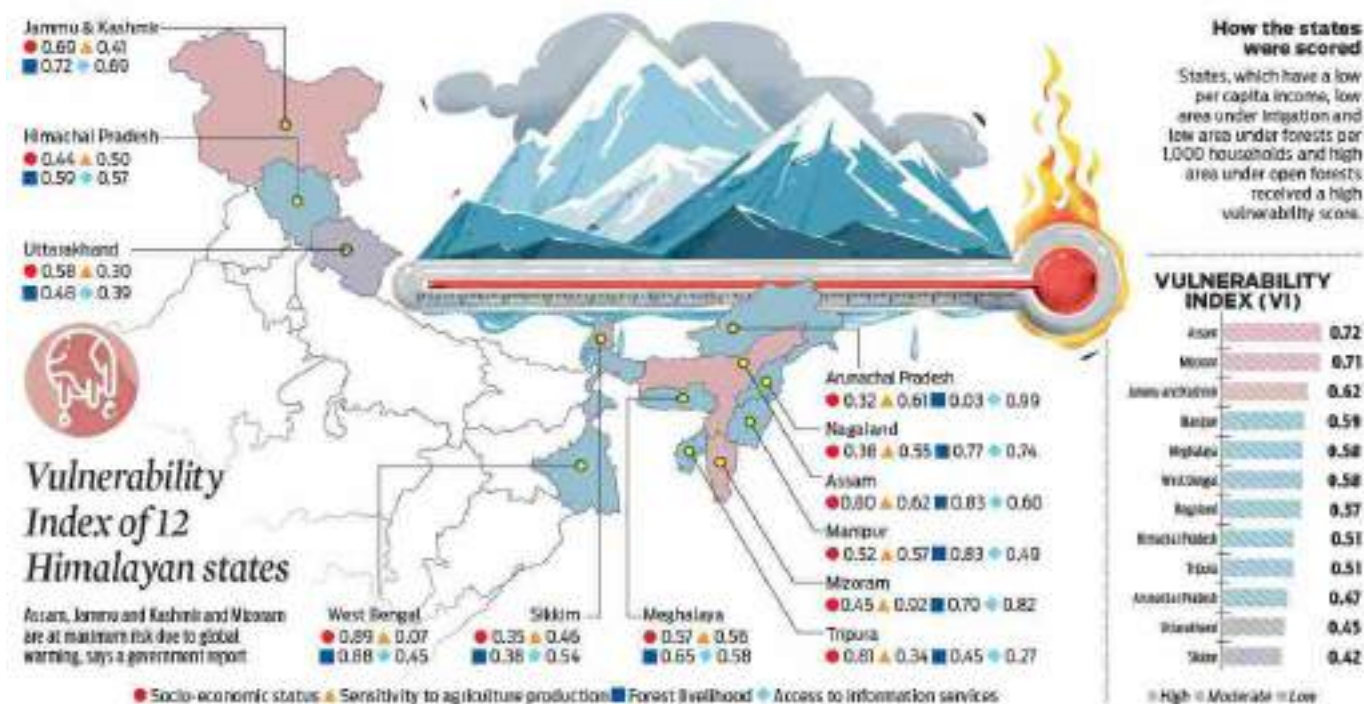 Jammu & Kashmir
0.69 0.41
0.72 0.69
Himachal Pradesh
0.44 0.50
0.59 0.57
Uttarakhand
0.58 0.30
0.48 0.39
Vulnerability
Index of 12
Himalayan states
Assam, Jammu and Kashmir and Mizoram
are at maximum risk due to global
warming, says a government report
West Bengal
0.89 0.07
0.88 0.45
Sikkim
0.35 0.46
0.38 0.54
Meghalaya
0.57 0.56
0.65 0.58
Arunachal Pradesh
0.32 0.61 0.03 0.99
Nagaland
0.38 0.55 0.77 0.74
Assam
0.80 0.62 0.83 0.60
Manipur
0.52 0.57 0.83 0.49
Mizoram
0.45 0.92 0.70 0.82
Tripura
0.81 0.34 0.45 0.27
Socio-economic status Sensitivity to agriculture production Forest livelihood Access to information services
How the states
were scored
States, which have a low
per capita income, low
area under irrigation and
low area under forests per
1,000 households and high
area under open forests
received a high
vulnerability score.
VULNERABILITY
INDEX (VI)
Assam 0.72
Mizoram 0.71
Jammu and Kashmir 0.62
Manipur 0.59
Meghalaya 0.58
West Bengal 0.58
Nagaland 0.57
Himachal Pradesh 0.51
Tripura 0.51
Arunachal Pradesh 0.47
Uttarakhand 0.45
Sikkim 0.42
High Moderate Low